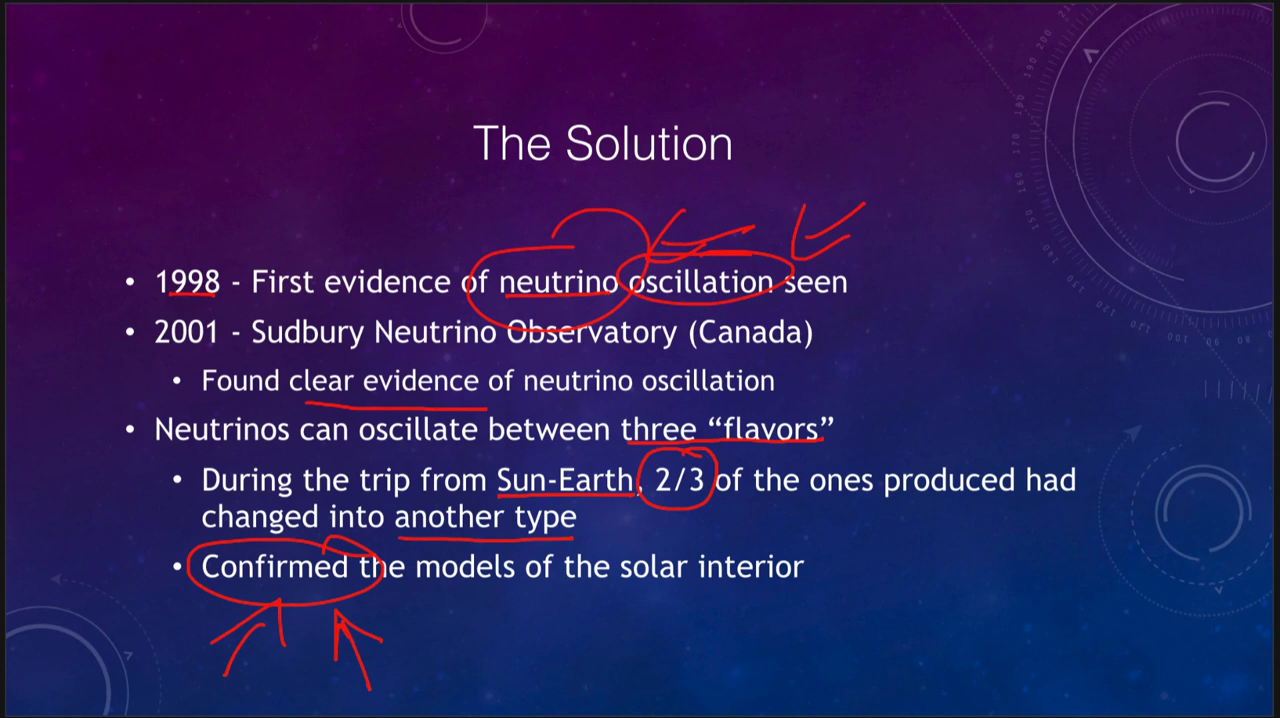 The Solution
• 1998 - First evidence of neutrino oscillation seen
• 2001 - Sudbury Neutrino Observatory (Canada)
• Found clear evidence of neutrino oscillation
• Neutrinos can oscillate between three “flavors”
• During the trip from Sun-Earth, 2/3 of the ones produced had
changed into another type
• Confirmed the models of the solar interior